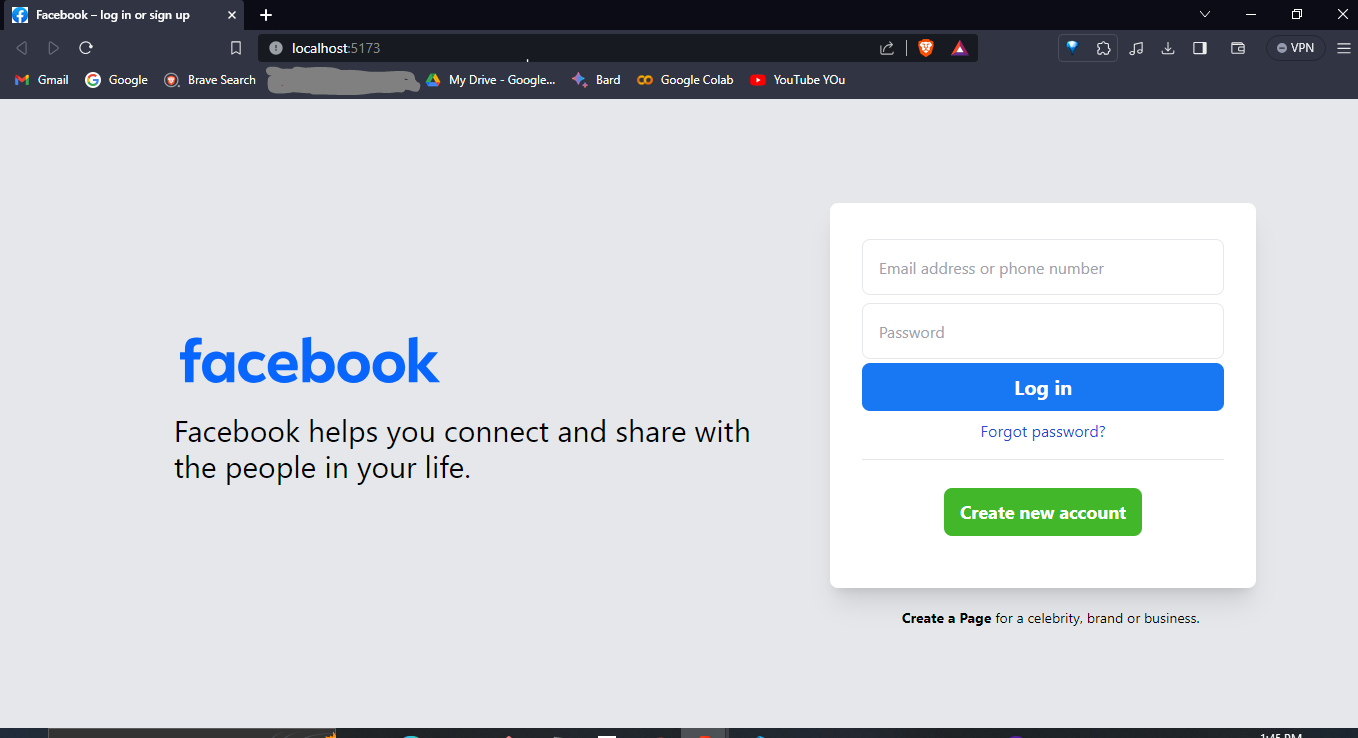 Facebook – log in or sign up
localhost:5173
VPN
Gmail
Google
Brave Search
My Drive - Google...
Bard
Google Colab
YouTube YOu
facebook
Facebook helps you connect and share with
the people in your life.
Email address or phone number
Password
Log in
Forgot password?
Create new account
Create a Page for a celebrity, brand or business.
1:45 PM